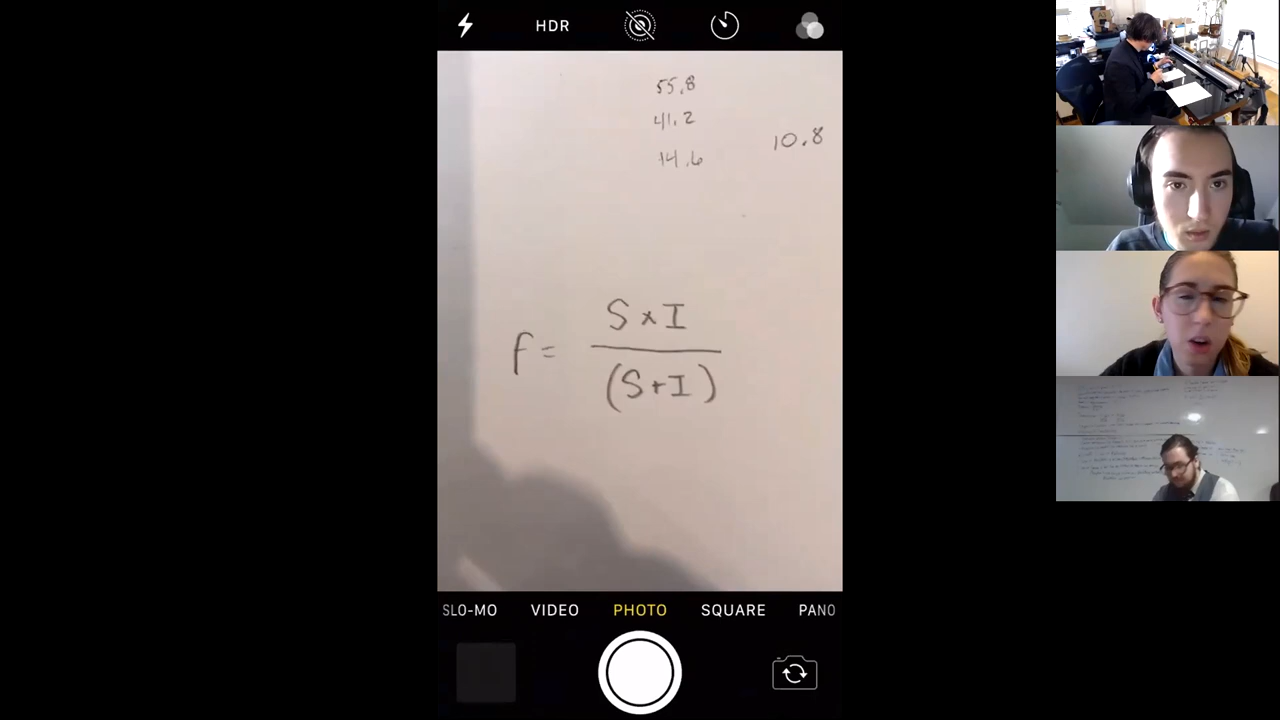 HDR
55.8
41.2
10.8
14.6
S × I
f =
(S + I)
SLO-MO VIDEO PHOTO SQUARE PANO